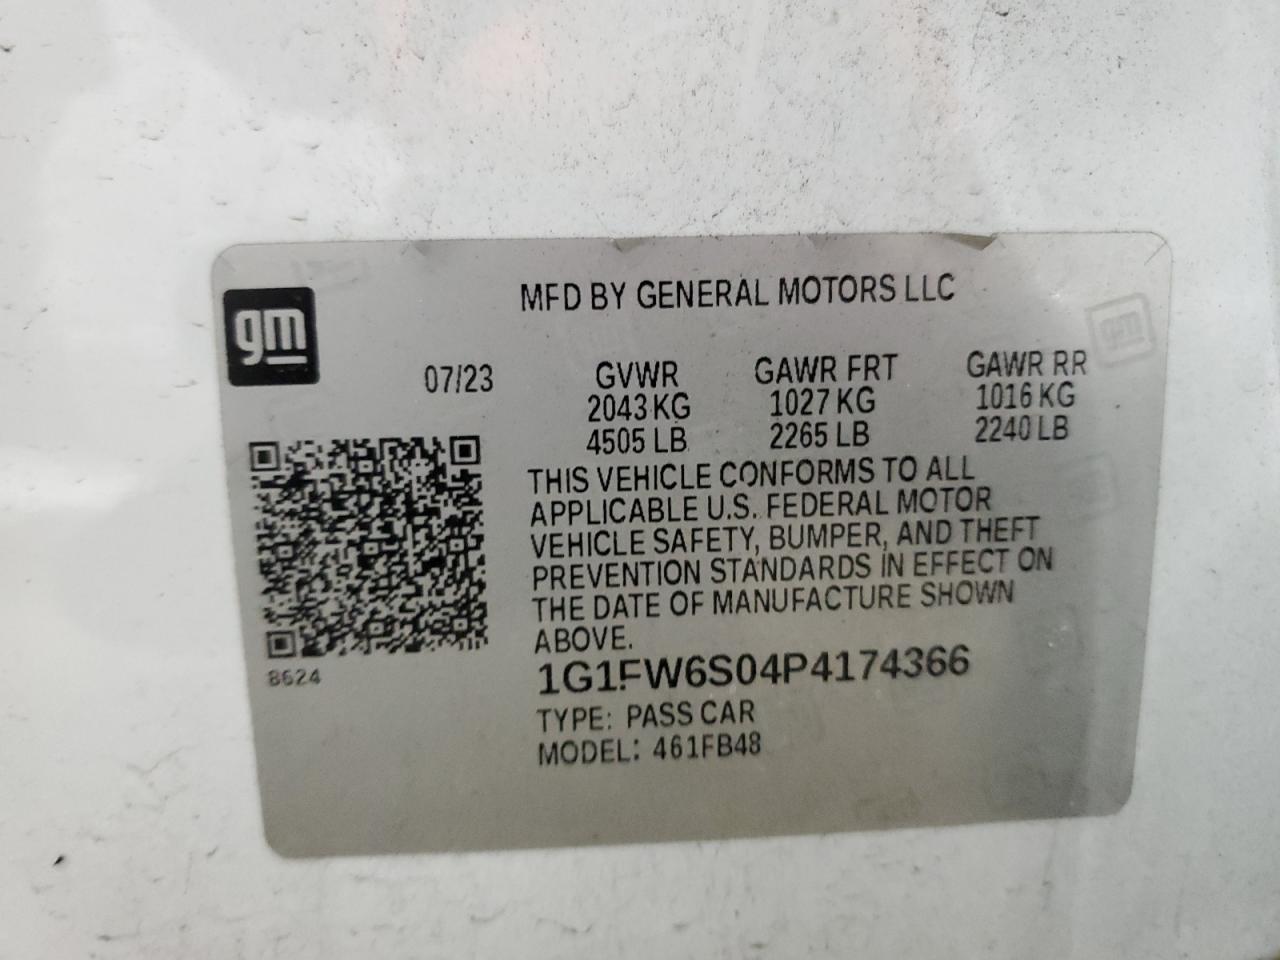 MFD BY GENERAL MOTORS LLC
gm
07/23
GVWR GAWR FRT GAWR RR
2043 KG 1027 KG 1016 KG
4505 LB 2265 LB 2240 LB
THIS VEHICLE CONFORMS TO ALL
APPLICABLE U.S. FEDERAL MOTOR
VEHICLE SAFETY, BUMPER, AND THEFT
PREVENTION STANDARDS IN EFFECT ON
THE DATE OF MANUFACTURE SHOWN
ABOVE.
8624
1G1FW6S04P4174366
TYPE: PASS CAR
MODEL: 461FB48
gm